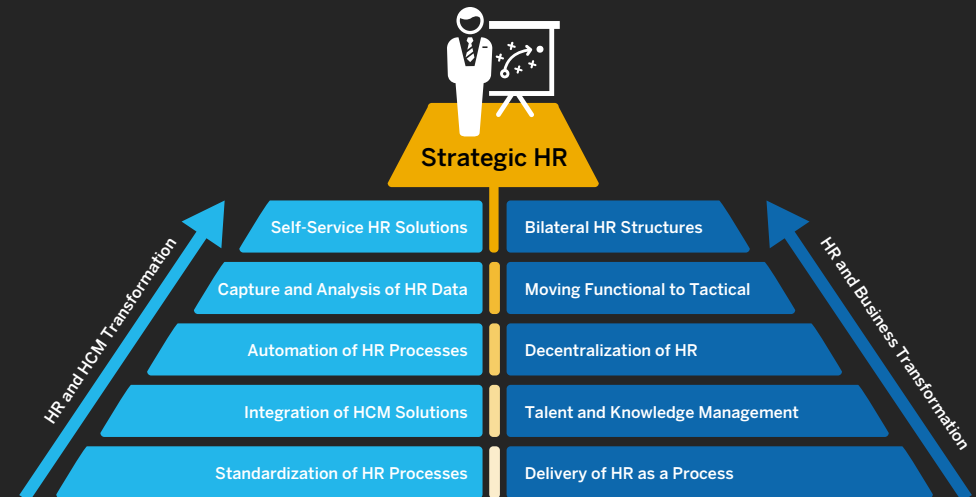 Strategic HR
Self-Service HR Solutions
Bilateral HR Structures
Capture and Analysis of HR Data
Moving Functional to Tactical
Automation of HR Processes
Decentralization of HR
Integration of HCM Solutions
Talent and Knowledge Management
Standardization of HR Processes
Delivery of HR as a Process
HR and HCM Transformation
HR and Business Transformation